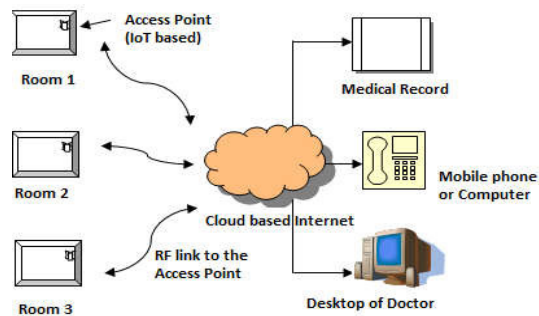 Access Point
(IoT based)
Room 1
Medical Record
Room 2
Mobile phone
or Computer
Cloud based Internet
RF link to the
Access Point
Room 3
Desktop of Doctor